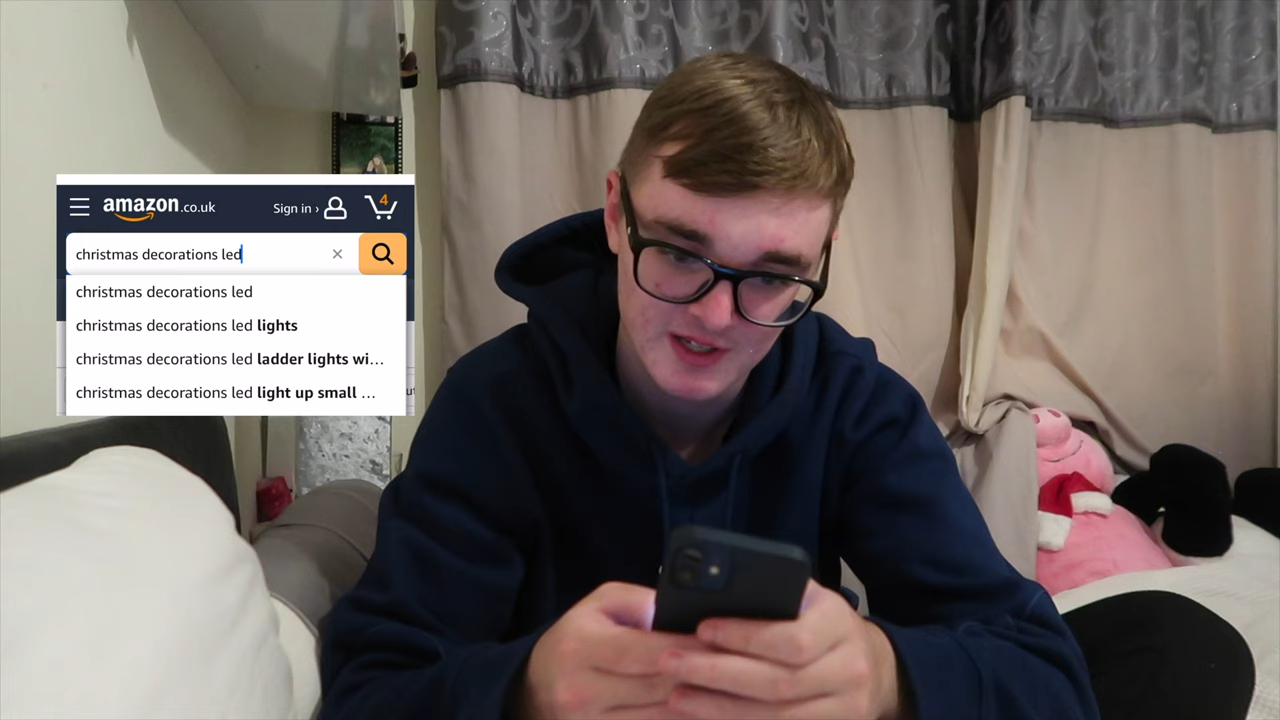 amazon.co.uk
Sign in ›
4
christmas decorations led
christmas decorations led
christmas decorations led lights
christmas decorations led ladder lights wi…
christmas decorations led light up small …